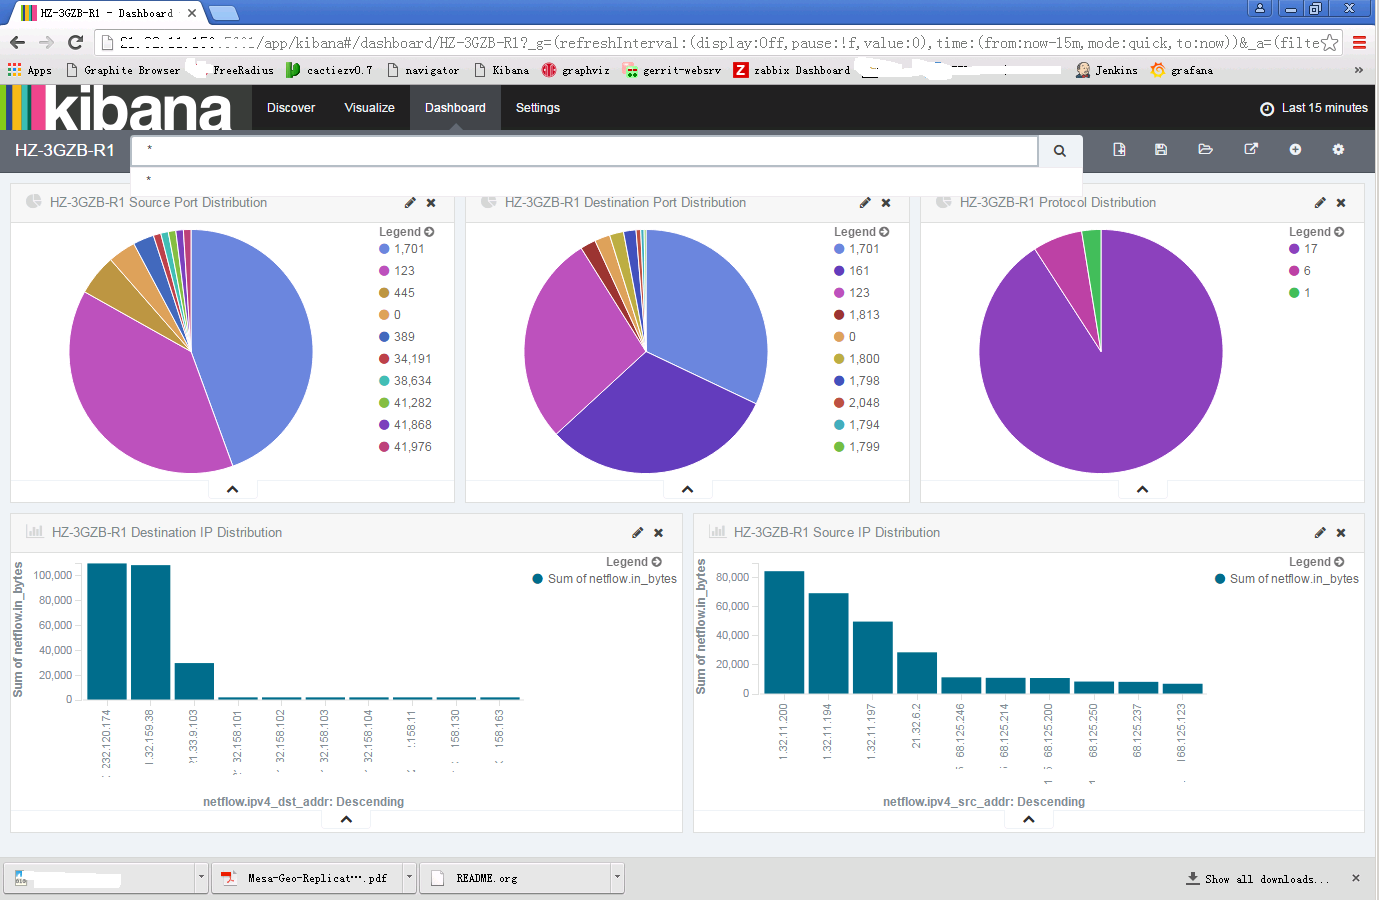 HZ-3GZB-R1 - Dashboard -
/app/kibana#/dashboard/HZ-3GZB-R1?_g=(refreshInterval:(display:Off,pause:!f,value:0),time:(from:now-15m,mode:quick,to:now))&_a=(filte
Apps Graphite Browser FreeRadius cactiezv0.7 navigator Kibana graphviz gerrit-websrv zabbix Dashboard Jenkins grafana »
kibana Discover Visualize Dashboard Settings Last 15 minutes
HZ-3GZB-R1 *
*
HZ-3GZB-R1 Source Port Distribution
Legend
1,701
123
445
0
389
34,191
38,634
41,282
41,868
41,976
HZ-3GZB-R1 Destination Port Distribution
Legend
1,701
161
123
1,813
0
1,800
1,798
2,048
1,794
1,799
HZ-3GZB-R1 Protocol Distribution
Legend
17
6
1
HZ-3GZB-R1 Destination IP Distribution
Legend
Sum of netflow.in_bytes
Sum of netflow.in_bytes
100,000
80,000
60,000
40,000
20,000
0
232.120.174
1.32.159.38
21.33.9.103
32.158.101
32.158.102
32.158.103
32.158.104
.158.11
158.130
158.163
netflow.ipv4_dst_addr: Descending
HZ-3GZB-R1 Source IP Distribution
Legend
Sum of netflow.in_bytes
Sum of netflow.in_bytes
80,000
60,000
40,000
20,000
0
1.32.11.200
1.32.11.194
1.32.11.197
21.32.6.2
68.125.246
68.125.214
68.125.200
68.125.250
68.125.237
68.125.123
netflow.ipv4_src_addr: Descending
Mesa-Geo-Replicat….pdf
README.org
Show all downloads...